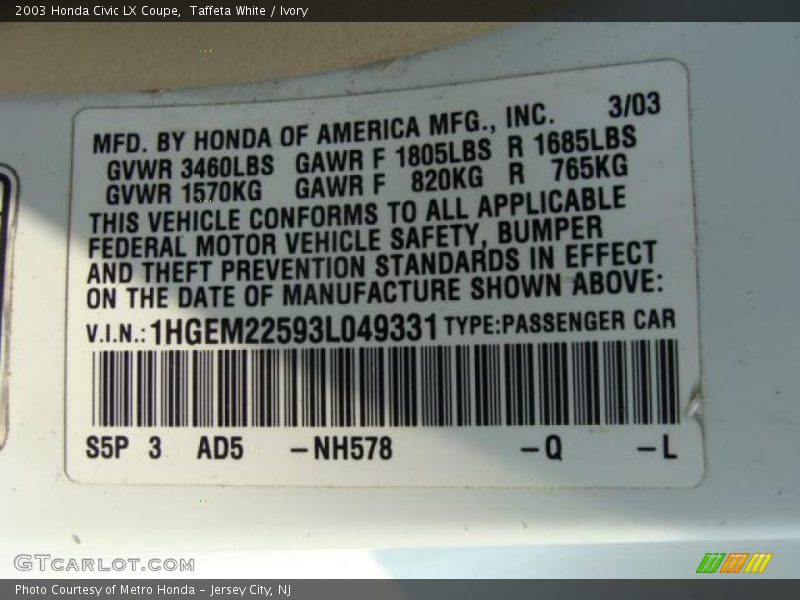 2003 Honda Civic LX Coupe,  Taffeta White / Ivory
MFD. BY HONDA OF AMERICA MFG., INC. 3/03
GVWR 3460LBS GAWR F 1805LBS R 1685LBS
GVWR 1570KG GAWR F 820KG R 765KG
THIS VEHICLE CONFORMS TO ALL APPLICABLE
FEDERAL MOTOR VEHICLE SAFETY, BUMPER
AND THEFT PREVENTION STANDARDS IN EFFECT
ON THE DATE OF MANUFACTURE SHOWN ABOVE:
V.I.N.: 1HGEM22593L049331 TYPE:PASSENGER CAR
S5P 3 AD5 -NH578 -Q -L
GTCARLOT.COM
Photo Courtesy of Metro Honda - Jersey City, NJ